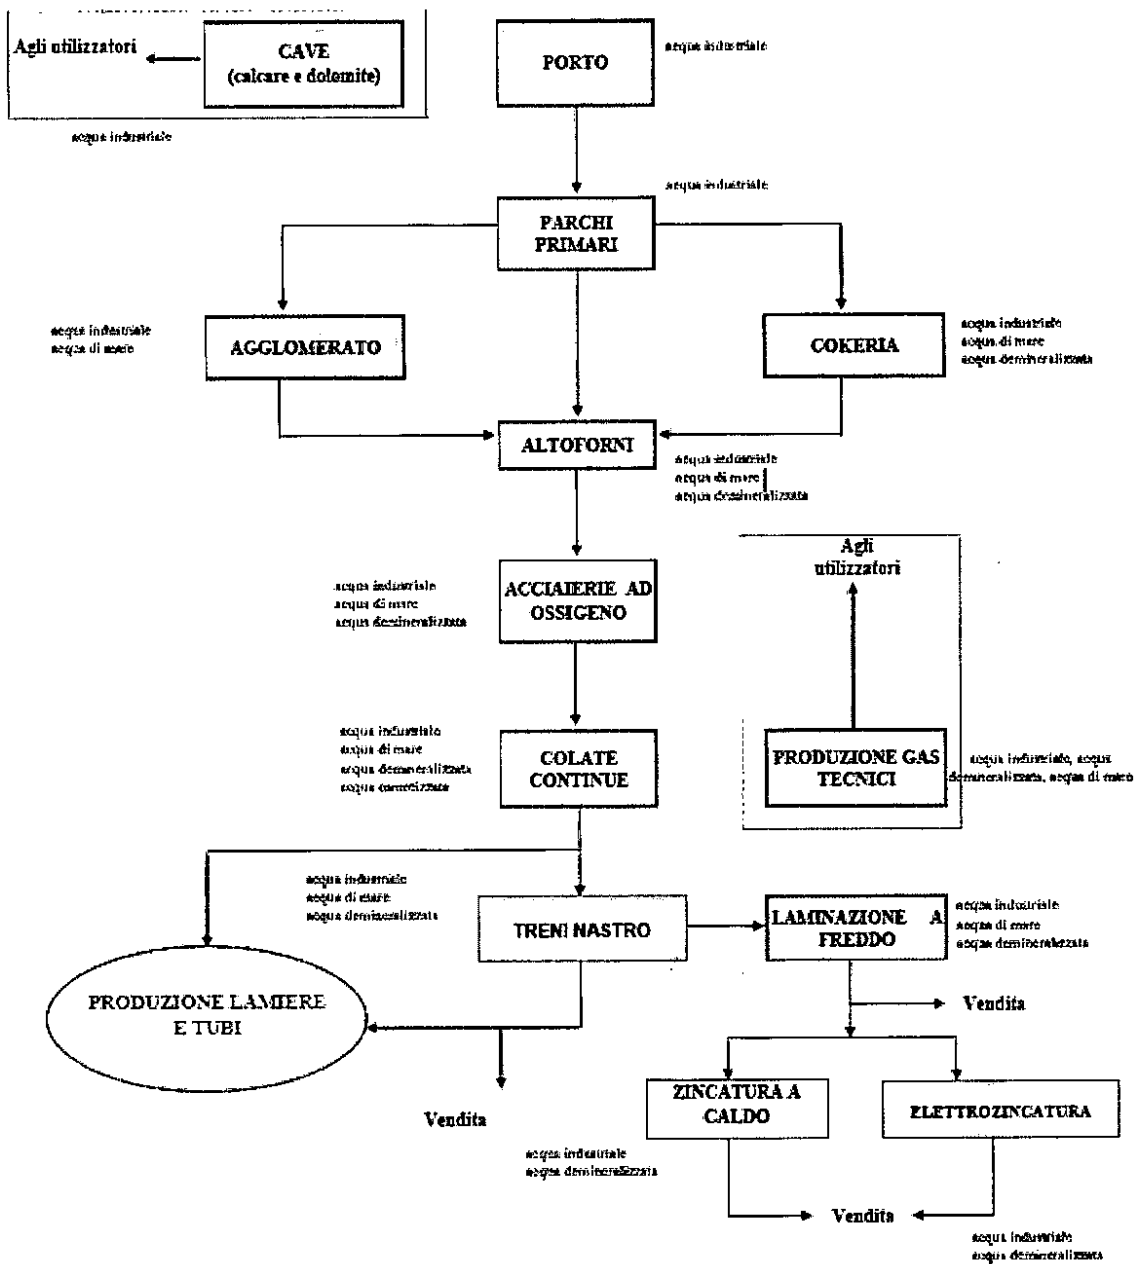 Agli utilizzatori
CAVE
(calcare e dolomite)
acqua industriale
PORTO
acqua industriale
acqua industriale
PARCHI
PRIMARI
acqua industriale
acqua di mare
AGGLOMERATO
COKERIA
acqua industriale
acqua di mare
acqua demineralizzata
ALTOFORNI
acqua industriale
acqua di mare
acqua demineralizzata
Agli
utilizzatori
acqua industriale
acqua di mare
acqua demineralizzata
ACCIAIERIE AD
OSSIGENO
acqua industriale
acqua di mare
acqua demineralizzata
acqua
COLATE
CONTINUE
PRODUZIONE GAS
TECNICI
acqua industriale, acqua
demineralizzata, acqua di mare
acqua industriale
acqua di mare
acqua demineralizzata
TRENI NASTRO
LAMINAZIONE A
FREDDO
acqua industriale
acqua di mare
acqua demineralizzata
PRODUZIONE LAMIERE
E TUBI
Vendita
Vendita
ZINCATURA A
CALDO
ELETTROZINCATURA
acqua industriale
acqua demineralizzata
Vendita
acqua industriale
acqua demineralizzata